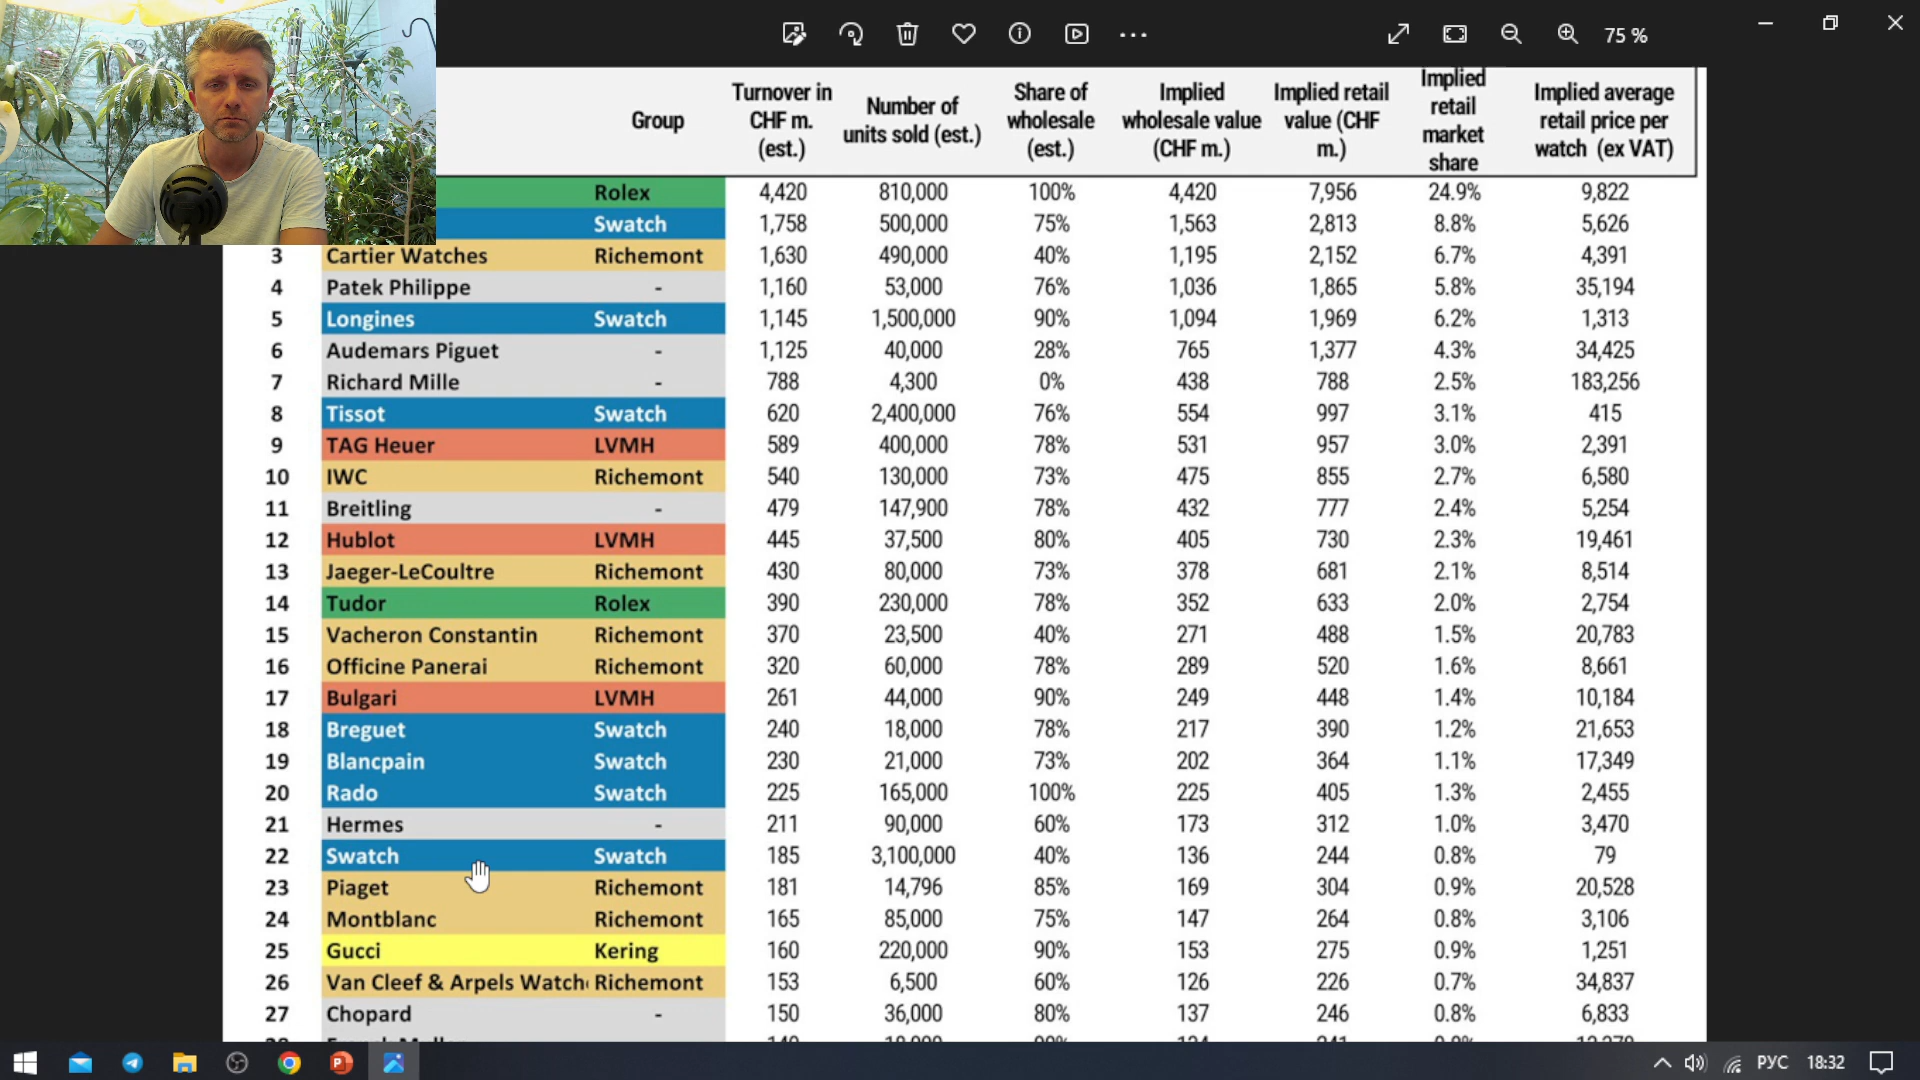 75 %
Group Turnover in CHF m. (est.) Number of units sold (est.) Share of wholesale (est.) Implied wholesale value (CHF m.) Implied retail value (CHF m.) Implied retail market share Implied average retail price per watch (ex VAT)
Rolex 4,420 810,000 100% 4,420 7,956 24.9% 9,822
Swatch 1,758 500,000 75% 1,563 2,813 8.8% 5,626
3 Cartier Watches Richemont 1,630 490,000 40% 1,195 2,152 6.7% 4,391
4 Patek Philippe - 1,160 53,000 76% 1,036 1,865 5.8% 35,194
5 Longines Swatch 1,145 1,500,000 90% 1,094 1,969 6.2% 1,313
6 Audemars Piguet - 1,125 40,000 28% 765 1,377 4.3% 34,425
7 Richard Mille - 788 4,300 0% 438 788 2.5% 183,256
8 Tissot Swatch 620 2,400,000 76% 554 997 3.1% 415
9 TAG Heuer LVMH 589 400,000 78% 531 957 3.0% 2,391
10 IWC Richemont 540 130,000 73% 475 855 2.7% 6,580
11 Breitling - 479 147,900 78% 432 777 2.4% 5,254
12 Hublot LVMH 445 37,500 80% 405 730 2.3% 19,461
13 Jaeger-LeCoultre Richemont 430 80,000 73% 378 681 2.1% 8,514
14 Tudor Rolex 390 230,000 78% 352 633 2.0% 2,754
15 Vacheron Constantin Richemont 370 23,500 40% 271 488 1.5% 20,783
16 Officine Panerai Richemont 320 60,000 78% 289 520 1.6% 8,661
17 Bulgari LVMH 261 44,000 90% 249 448 1.4% 10,184
18 Breguet Swatch 240 18,000 78% 217 390 1.2% 21,653
19 Blancpain Swatch 230 21,000 73% 202 364 1.1% 17,349
20 Rado Swatch 225 165,000 100% 225 405 1.3% 2,455
21 Hermes - 211 90,000 60% 173 312 1.0% 3,470
22 Swatch Swatch 185 3,100,000 40% 136 244 0.8% 79
23 Piaget Richemont 181 14,796 85% 169 304 0.9% 20,528
24 Montblanc Richemont 165 85,000 75% 147 264 0.8% 3,106
25 Gucci Kering 160 220,000 90% 153 275 0.9% 1,251
26 Van Cleef & Arpels Watch Richemont 153 6,500 60% 126 226 0.7% 34,837
27 Chopard - 150 36,000 80% 137 246 0.8% 6,833
РУС 18:32